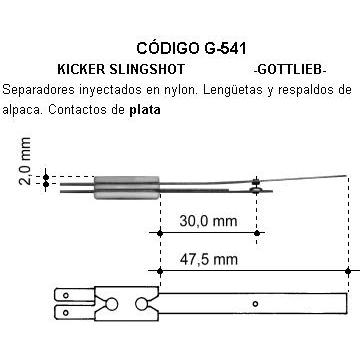 CÓDIGO G-541
KICKER SLINGSHOT -GOTTLIEB-
Separadores inyectados en nylon. Lengüetas y respaldos de
alpaca. Contactos de plata
2,0 mm
30,0 mm
47,5 mm